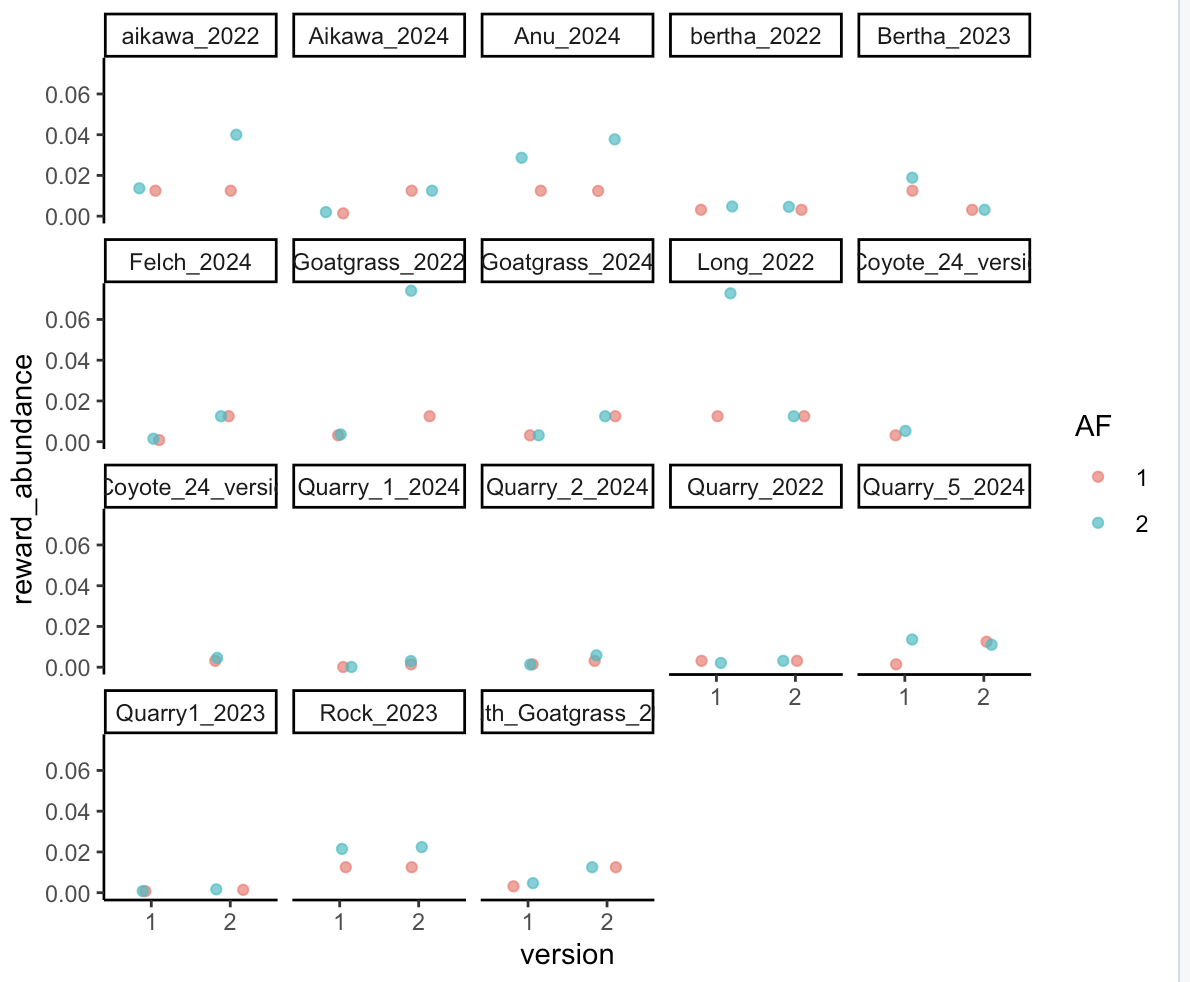 aikawa_2022 Aikawa_2024 Anu_2024 bertha_2022 Bertha_2023
0.06
0.04
0.02
0.00
Felch_2024 Goatgrass_2022 Goatgrass_2024 Long_2022 Coyote_24_versi
0.06
0.04
0.02
0.00
Coyote_24_versi Quarry_1_2024 Quarry_2_2024 Quarry_2022 Quarry_5_2024
0.06
0.04
0.02
0.00
1 2 1 2
Quarry1_2023 Rock_2023 th_Goatgrass_2
0.06
0.04
0.02
0.00
1 2 1 2 1 2
version
reward_abundance
AF
1
2